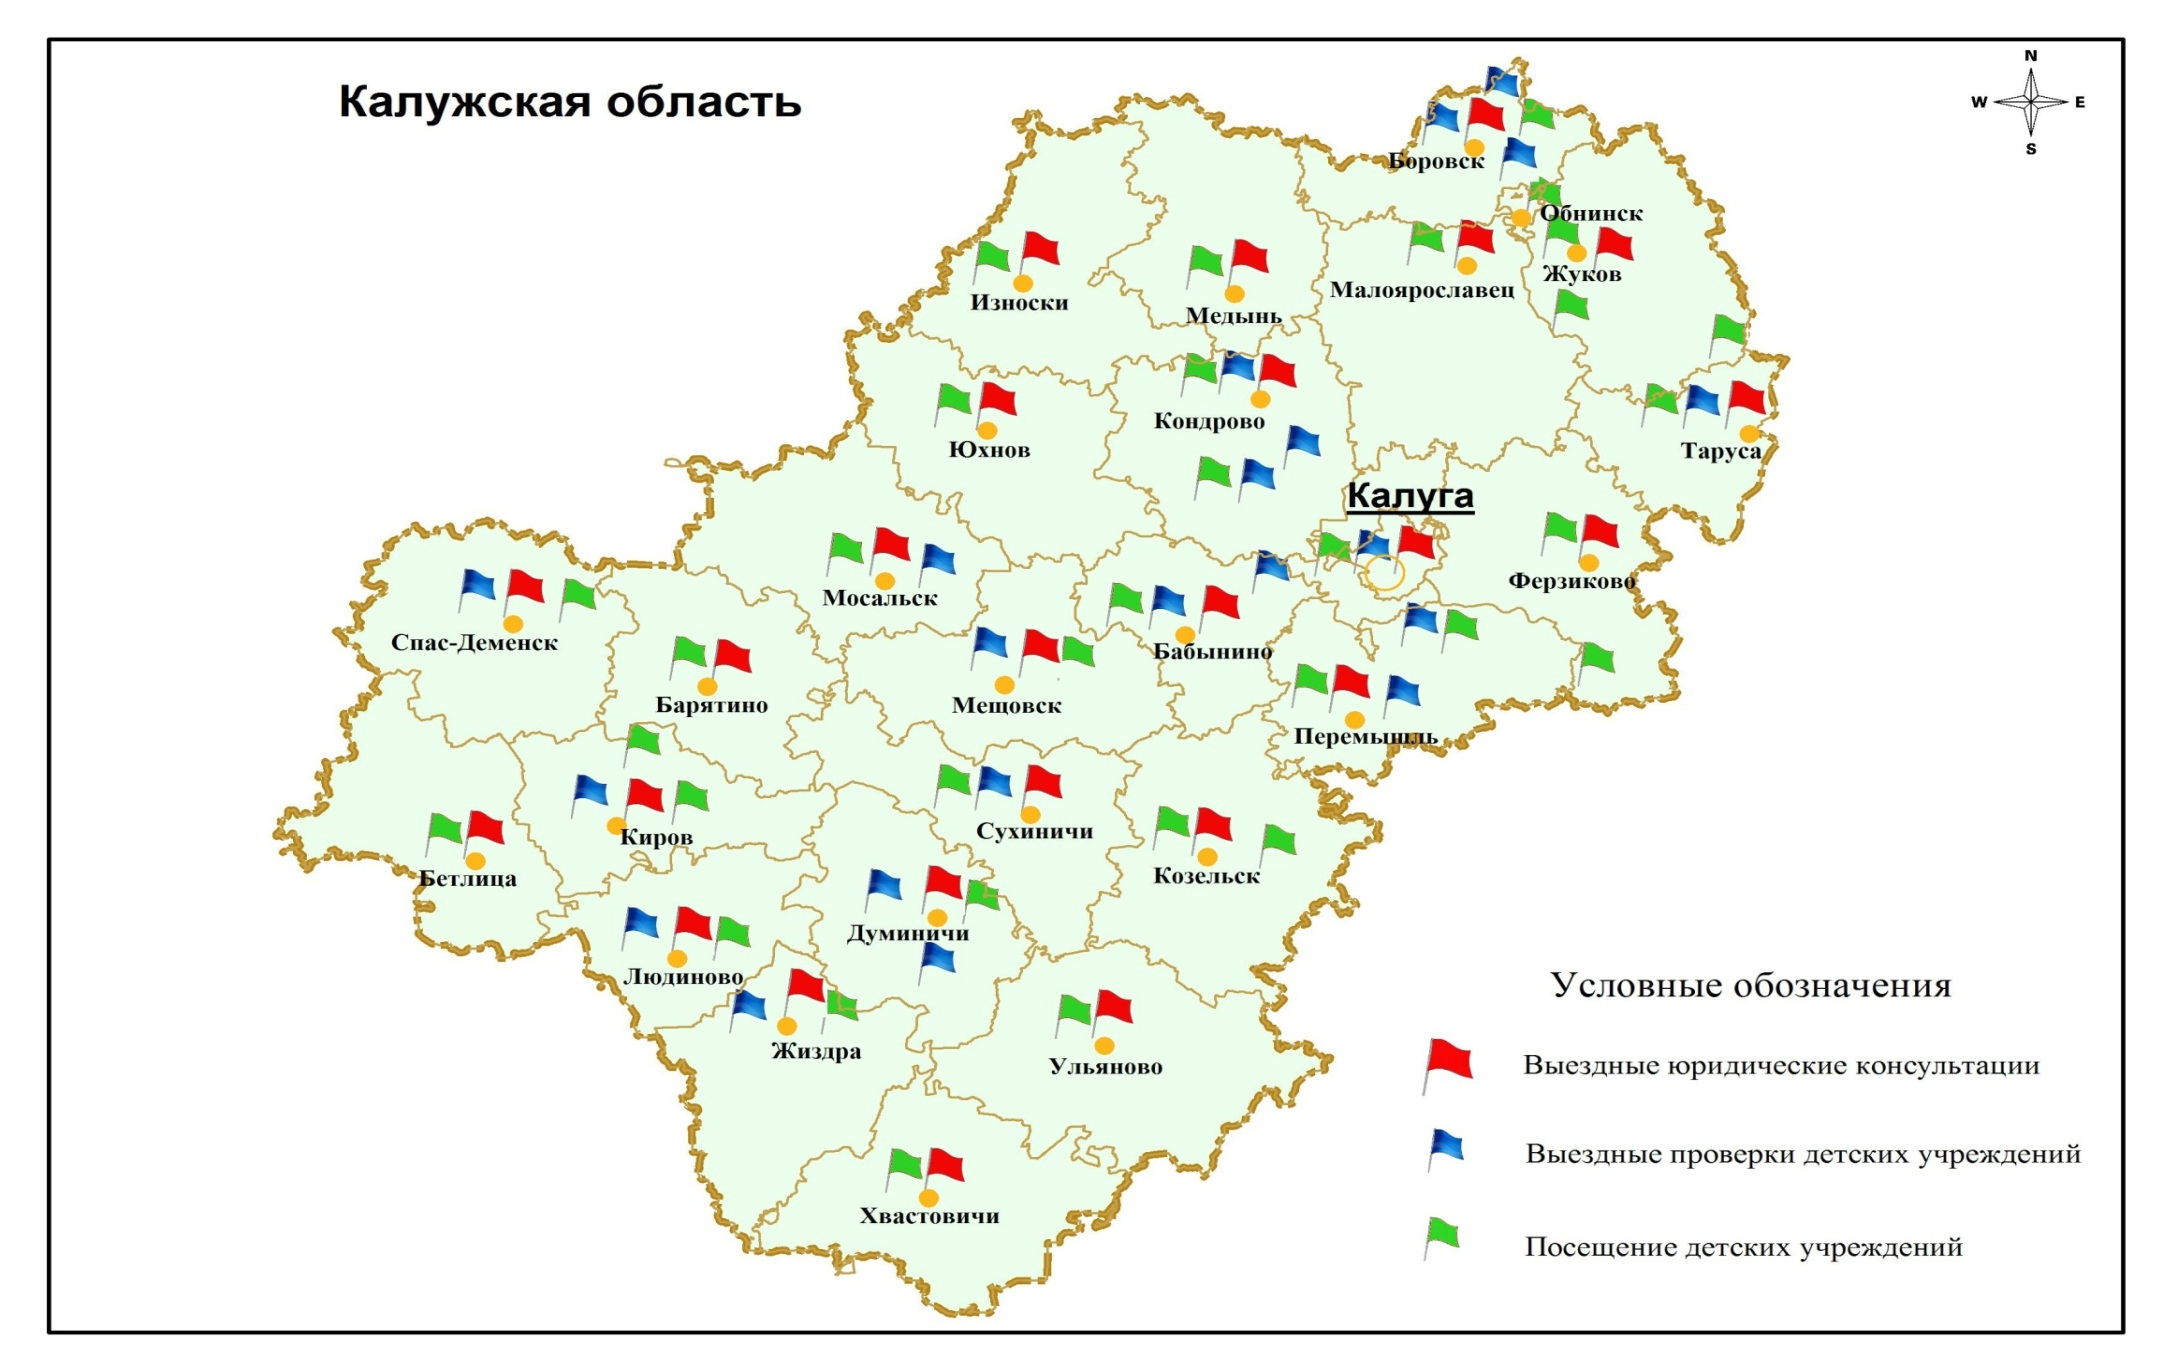 N
Калужская область
W
E
S
Боровск
Обнинск
Жуков
Малоярославец
Износки
Медынь
Кондрово
Юхнов
Таруса
Калуга
Ферзиково
Мосальск
Спас-Деменск
Бабынино
Барятино
Мещовск
Перемышль
Сухиничи
Киров
Козельск
Бетлица
Думиничи
Людиново
Условные обозначения
Жиздра
Ульяново
Выездные юридические консультации
Выездные проверки детских учреждений
Хвастовичи
Посещение детских учреждений